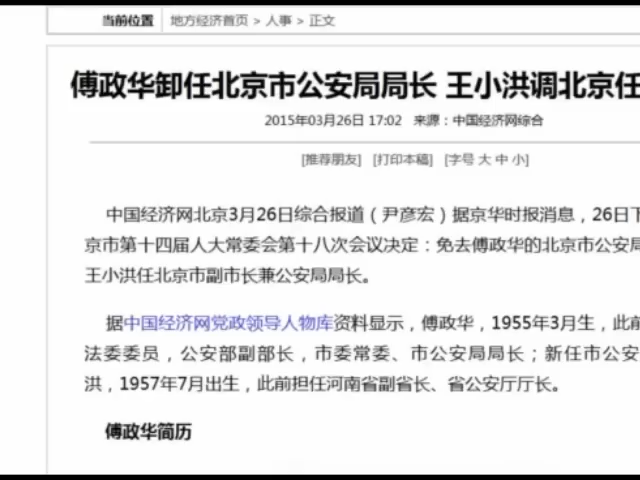 当前位置 地方经济首页 > 人事 > 正文
傅政华卸任北京市公安局局长 王小洪调北京任
2015年03月26日 17:02 来源：中国经济网综合
[推荐朋友] [打印本稿] [字号 大 中 小]
中国经济网北京3月26日综合报道（尹彦宏）据京华时报消息，26日下
京市第十四届人大常委会第十八次会议决定：免去傅政华的北京市公安局
王小洪任北京市副市长兼公安局局长。
据中国经济网党政领导人物库资料显示，傅政华，1955年3月生，此前
法委委员，公安部副部长，市委常委、市公安局局长；新任市公安
洪，1957年7月出生，此前担任河南省副省长、省公安厅厅长。
傅政华简历